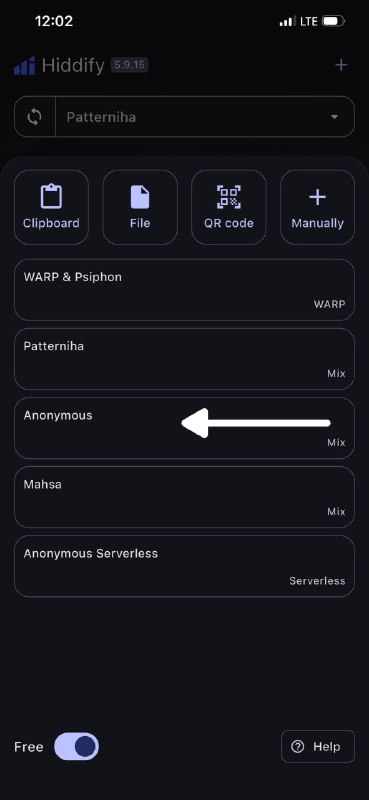 12:02
LTE
Hiddify 5.9.15
Patterniha
Clipboard
File
QR code
Manually
WARP & Psiphon
WARP
Patterniha
Mix
Anonymous
Mix
Mahsa
Mix
Anonymous Serverless
Serverless
Free
Help